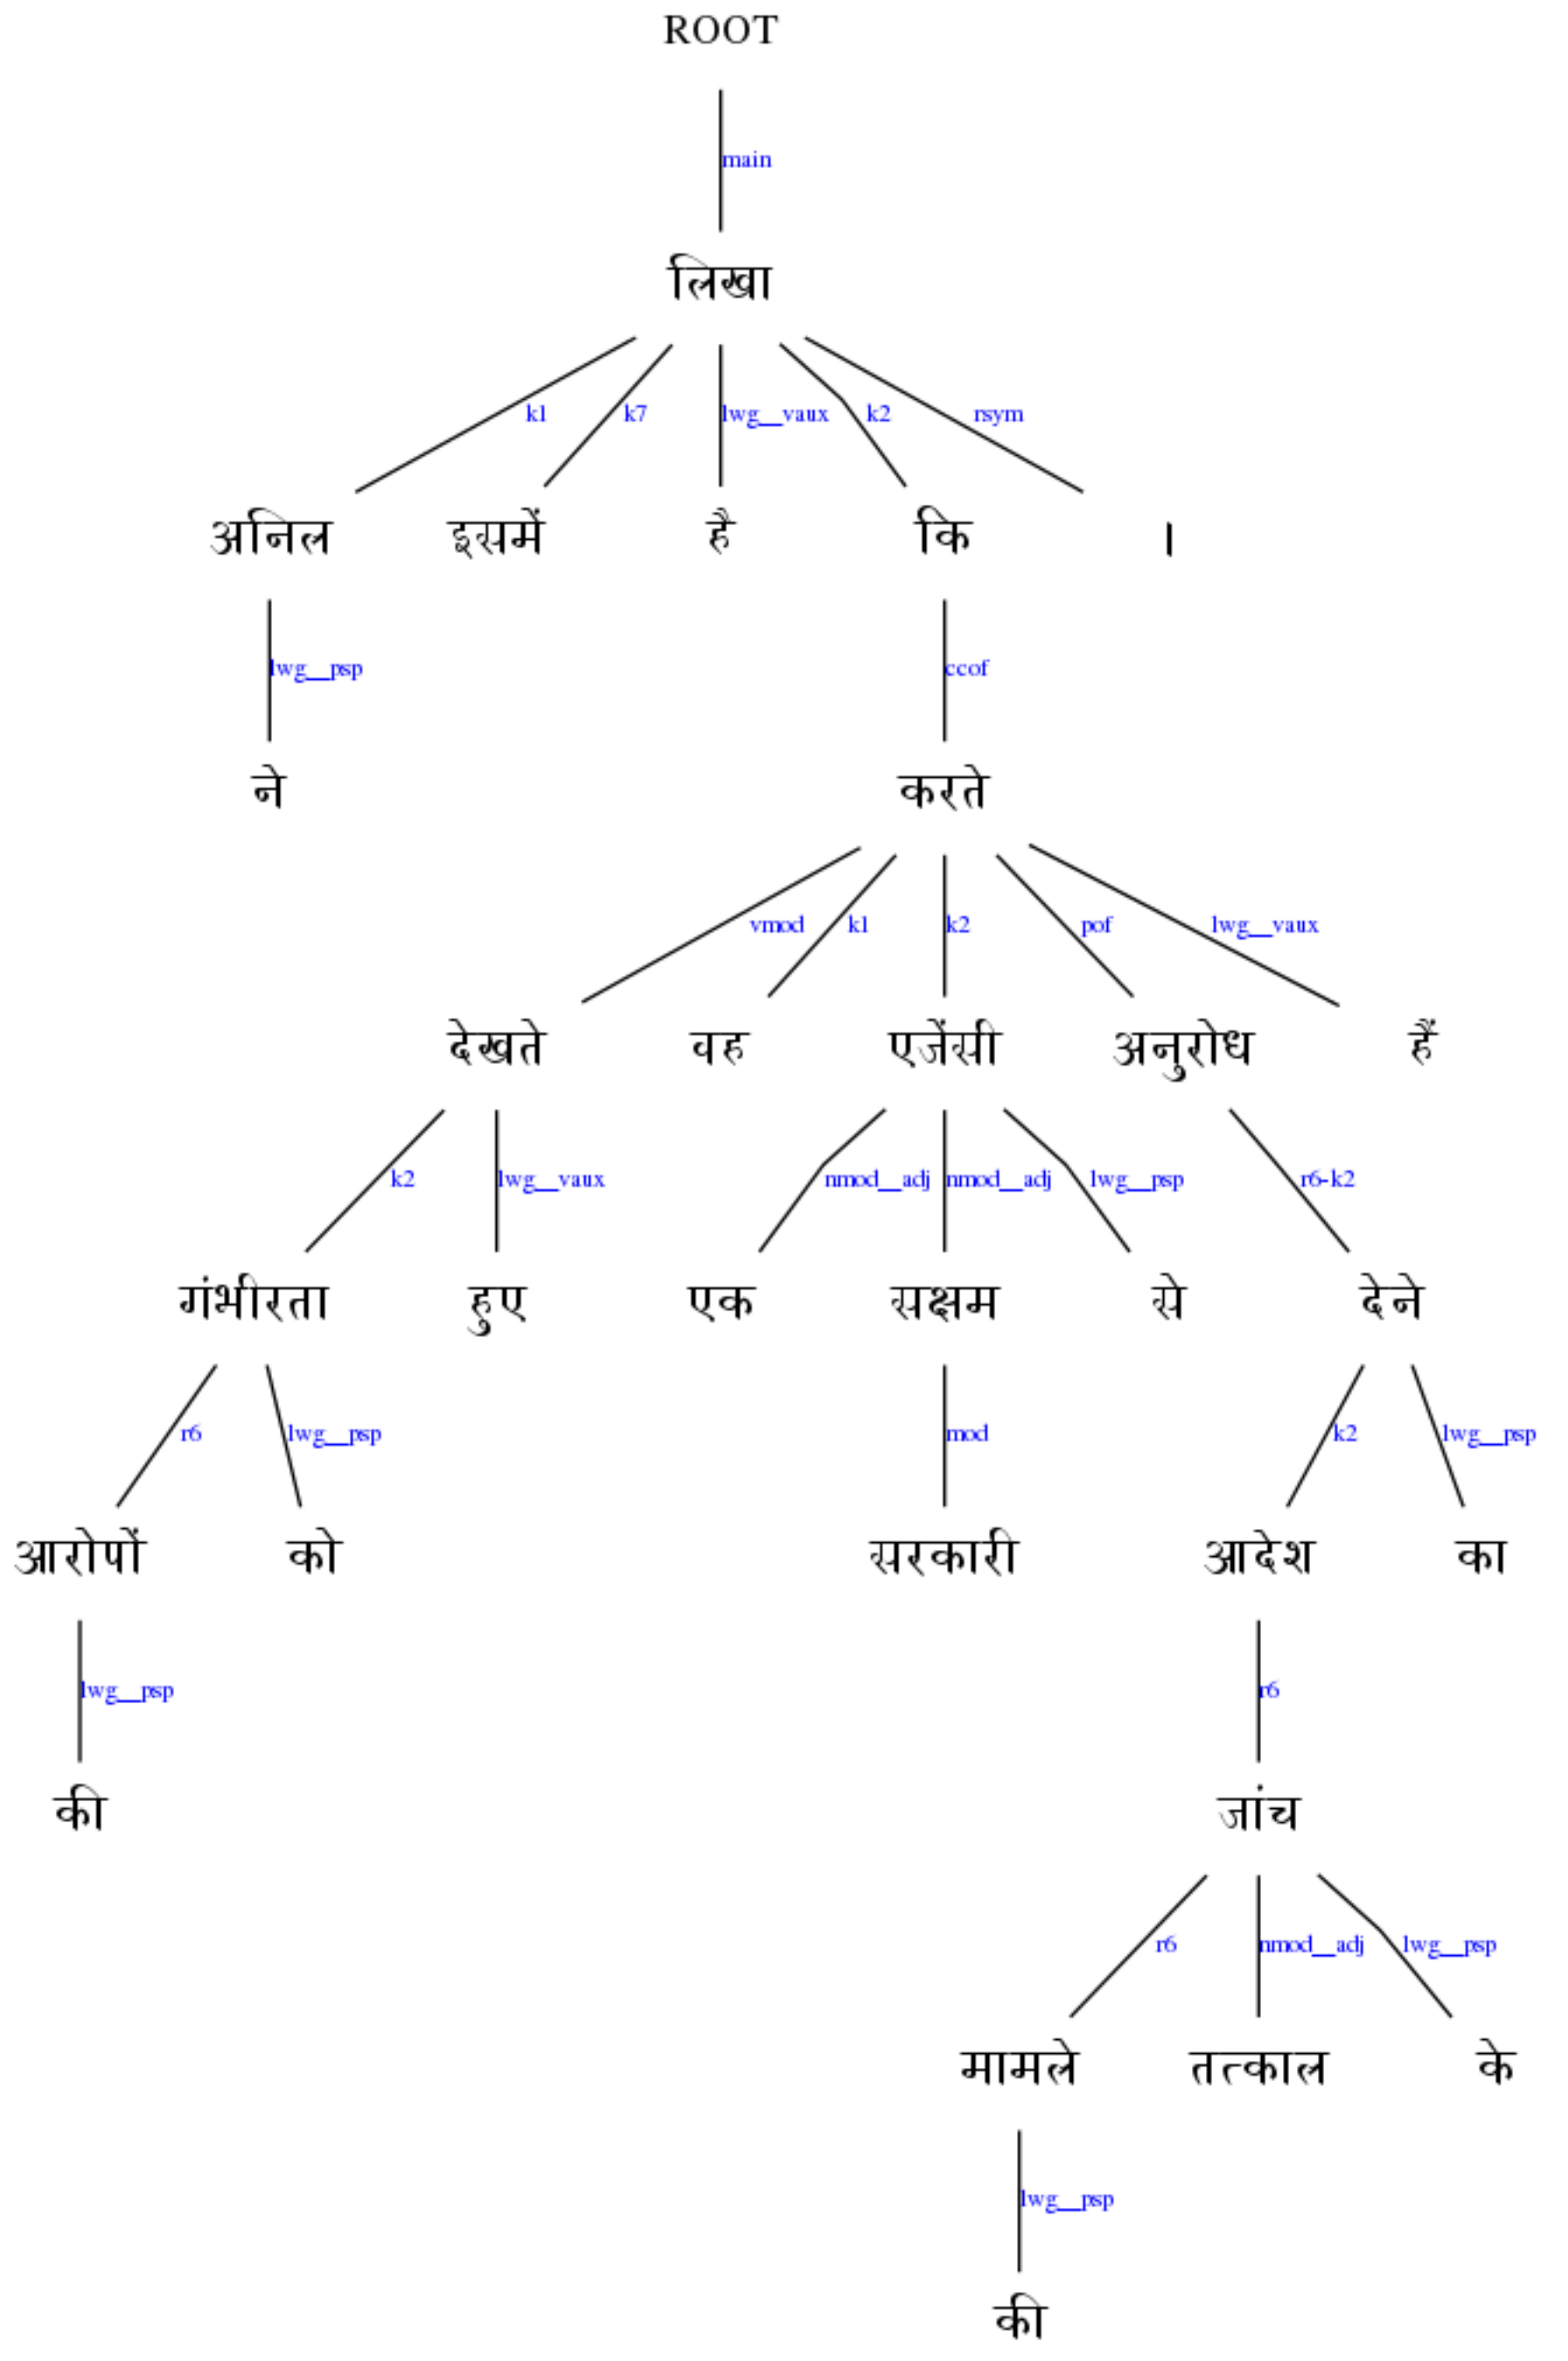 ROOT
main
लिखा
k1 k7 lwg__vaux k2 rsym
अनिल इसमें है कि ।
lwg__psp ccof
ने करते
vmod k1 k2 pof lwg__vaux
देखते वह एजेंसी अनुरोध हैं
k2 lwg__vaux nmod__adj nmod__adj lwg__psp r6-k2
गंभीरता हुए एक सक्षम से देने
r6 lwg__psp mod k2 lwg__psp
आरोपों को सरकारी आदेश का
lwg__psp r6
की जांच
r6 nmod__adj lwg__psp
मामले तत्काल के
lwg__psp
की